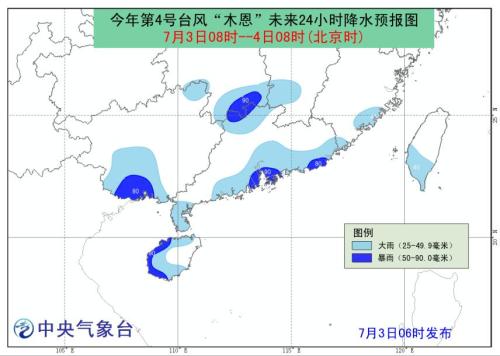 今年第4号台风“木恩”未来24小时降水预报图
7月3日08时--4日08时(北京时)
25°N
20°N
90
80
90
80
图例
大雨 (25-49.9毫米)
暴雨 (50-90.0毫米)
中央气象台
7月3日06时发布
105°E
110°E
115°E
120°E